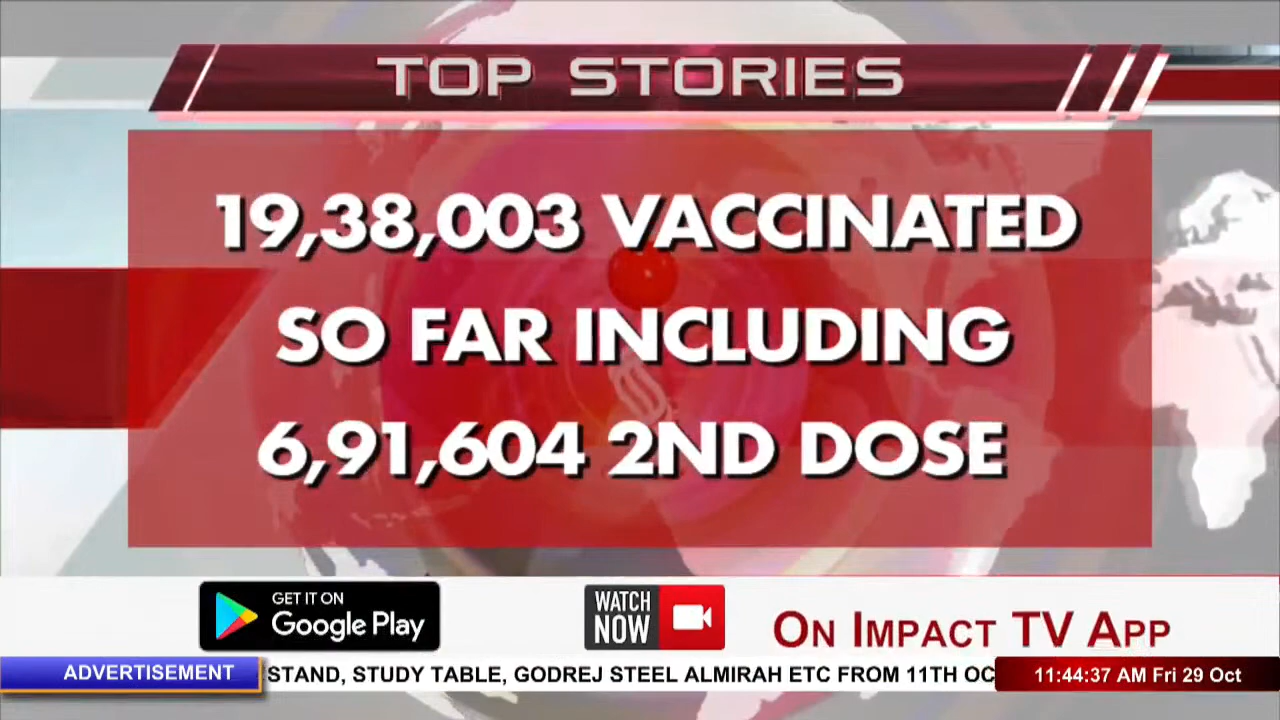 TOP STORIES
19,38,003 VACCINATED
SO FAR INCLUDING
6,91,604 2ND DOSE
GET IT ON
Google Play
WATCH
NOW
ON IMPACT TV APP
ADVERTISEMENT
STAND, STUDY TABLE, GODREJ STEEL ALMIRAH ETC FROM 11TH OC
11:44:37 AM Fri 29 Oct